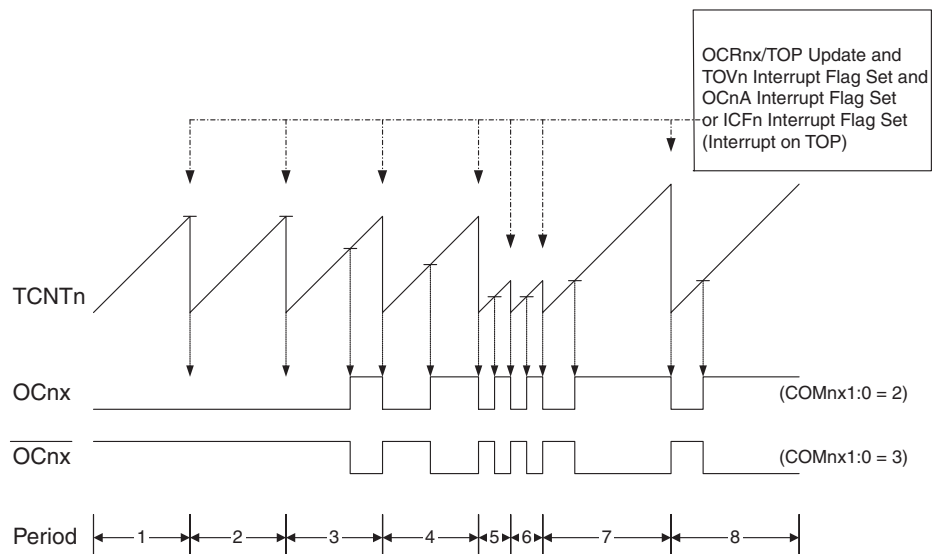 OCRnx/TOP Update and
TOVn Interrupt Flag Set and
OCnA Interrupt Flag Set
or ICFn Interrupt Flag Set
(Interrupt on TOP)
TCNTn
OCnx
(COMnx1:0 = 2)
OCnx
(COMnx1:0 = 3)
Period
1 2 3 4 5 6 7 8